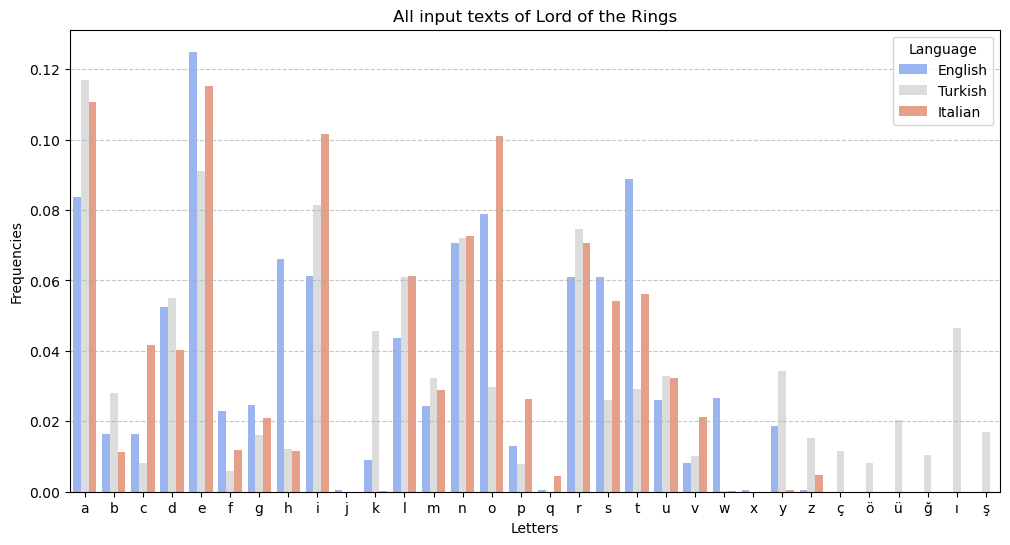 All input texts of Lord of the Rings
Language
English
Turkish
Italian
Frequencies
0.12
0.10
0.08
0.06
0.04
0.02
0.00
a b c d e f g h i j k l m n o p q r s t u v w x y z ç ö ü ğ ı ş
Letters